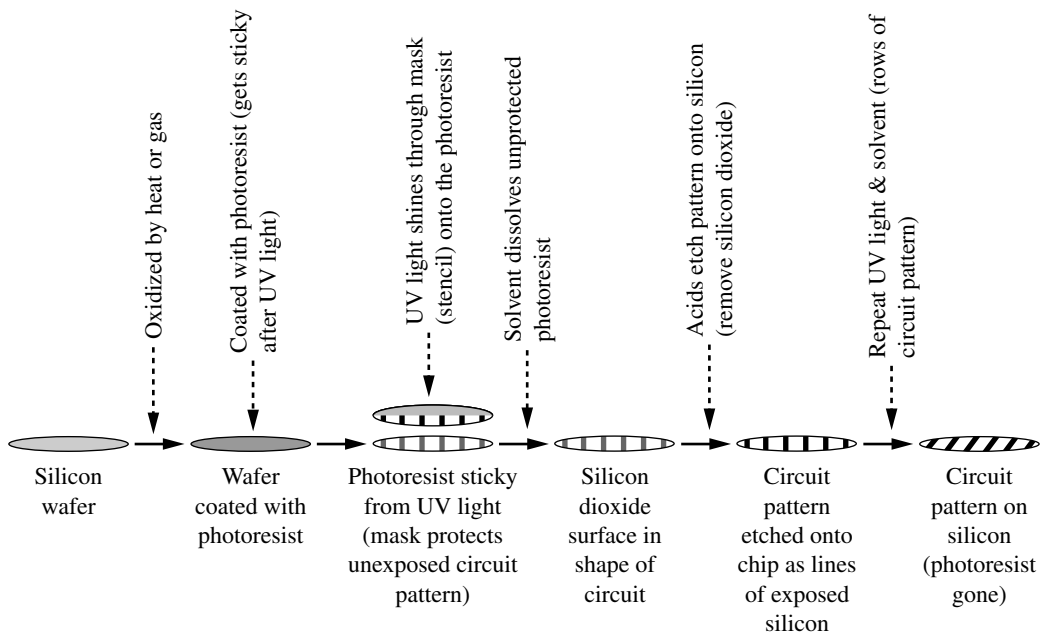 Oxidized by heat or gas
Coated with photoresist (gets sticky
after UV light)
UV light shines through mask
(stencil) onto the photoresist
Solvent dissolves unprotected
photoresist
Acids etch pattern onto silicon
(remove silicon dioxide)
Repeat UV light & solvent (rows of
circuit pattern)
Silicon
wafer
Wafer
coated with
photoresist
Photoresist sticky
from UV light
(mask protects
unexposed circuit
pattern)
Silicon
dioxide
surface in
shape of
circuit
Circuit
pattern
etched onto
chip as lines
of exposed
silicon
Circuit
pattern on
silicon
(photoresist
gone)